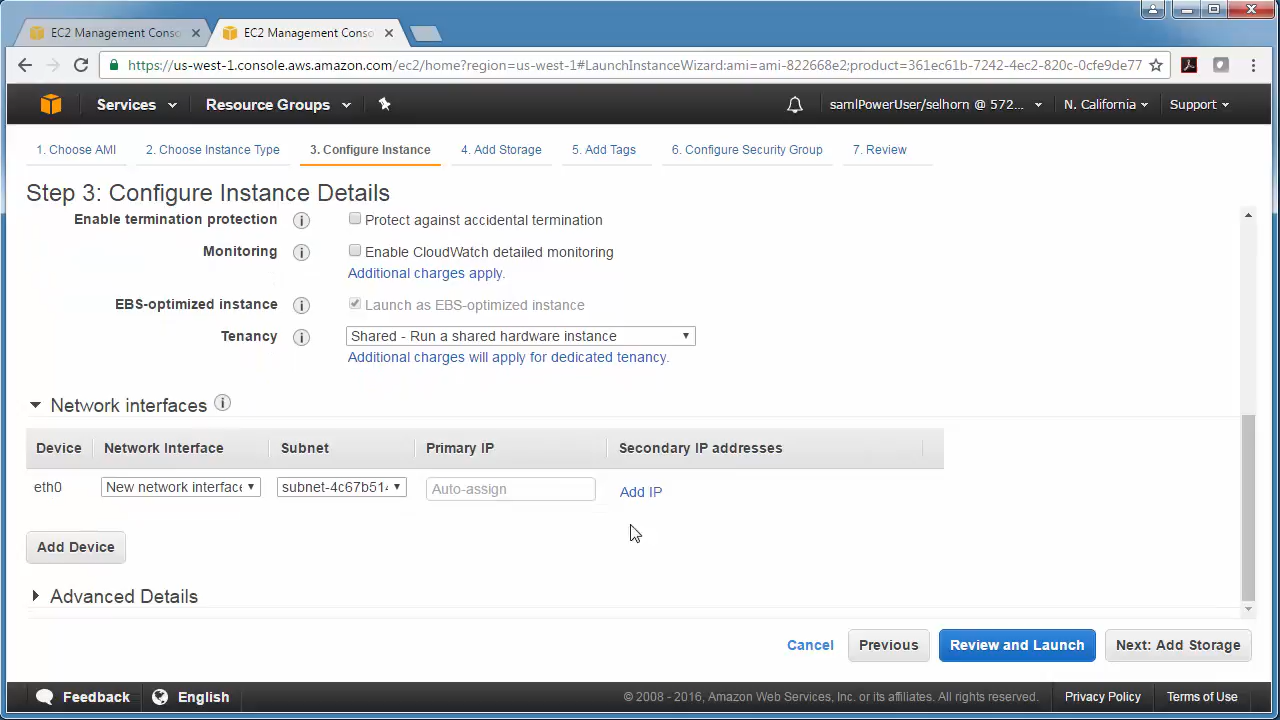 EC2 Management Conso
EC2 Management Conso
https://us-west-1.console.aws.amazon.com/ec2/home?region=us-west-1#LaunchInstanceWizard:ami=ami-822668e2;product=361ec61b-7242-4ec2-820c-0cfe9de77
Services Resource Groups samlPowerUser/selhorn @ 572... N. California Support
1. Choose AMI 2. Choose Instance Type 3. Configure Instance 4. Add Storage 5. Add Tags 6. Configure Security Group 7. Review
Step 3: Configure Instance Details
Enable termination protection i Protect against accidental termination
Monitoring i Enable CloudWatch detailed monitoring
Additional charges apply.
EBS-optimized instance i Launch as EBS-optimized instance
Tenancy i Shared - Run a shared hardware instance
Additional charges will apply for dedicated tenancy.
Network interfaces i
Device Network Interface Subnet Primary IP Secondary IP addresses
eth0 New network interface subnet-4c67b514 Auto-assign Add IP
Add Device
Advanced Details
Cancel Previous Review and Launch Next: Add Storage
Feedback English © 2008 - 2016, Amazon Web Services, Inc. or its affiliates. All rights reserved. Privacy Policy Terms of Use